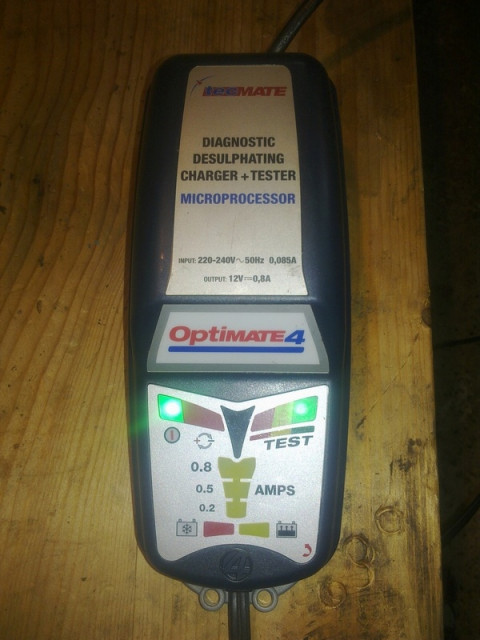 TecMATE
DIAGNOSTIC
DESULPHATING
CHARGER + TESTER
MICROPROCESSOR
INPUT: 220-240V ~ 50Hz 0,085A
OUTPUT: 12V ⎓ 0,8A
OptiMATE4
TEST
0.8
0.5 AMPS
0.2